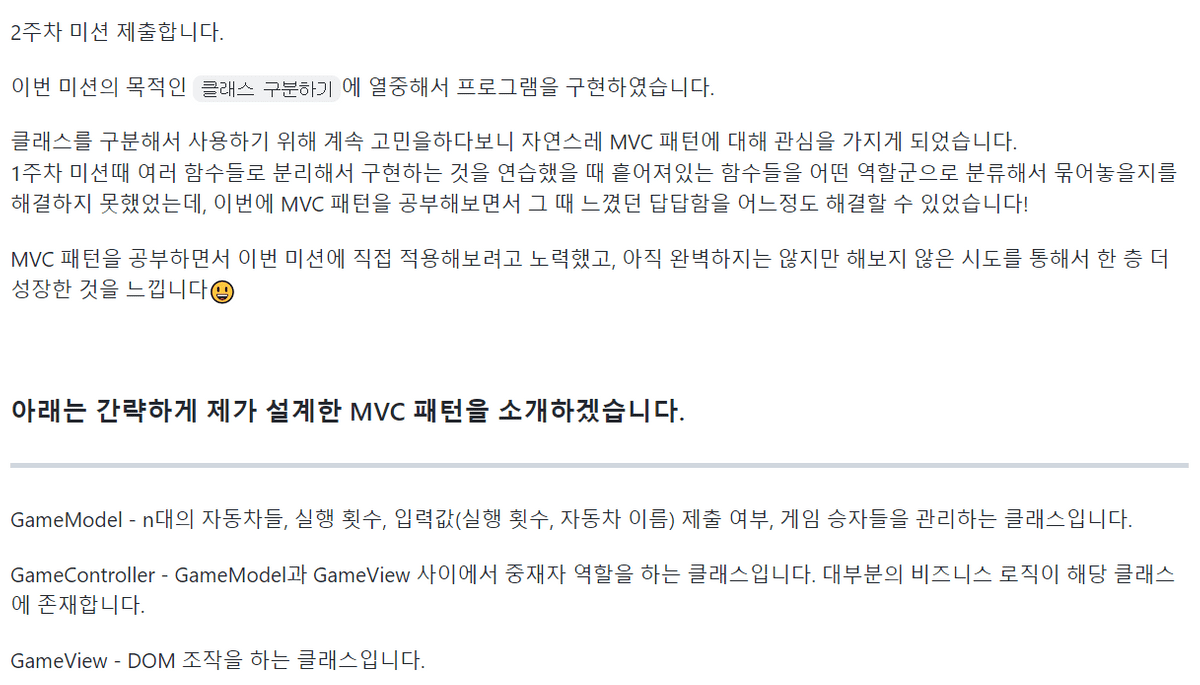 2주차 미션 제출합니다.
이번 미션의 목적인 클래스 구분하기 에 열중해서 프로그램을 구현하였습니다.
클래스를 구분해서 사용하기 위해 계속 고민을하다보니 자연스레 MVC 패턴에 대해 관심을 가지게 되었습니다.
1주차 미션때 여러 함수들로 분리해서 구현하는 것을 연습했을 때 흩어져있는 함수들을 어떤 역할군으로 분류해서 묶어놓을지를
해결하지 못했었는데, 이번에 MVC 패턴을 공부해보면서 그 때 느꼈던 답답함을 어느정도 해결할 수 있었습니다!
MVC 패턴을 공부하면서 이번 미션에 직접 적용해보려고 노력했고, 아직 완벽하지는 않지만 해보지 않은 시도를 통해서 한 층 더
성장한 것을 느낍니다😃
아래는 간략하게 제가 설계한 MVC 패턴을 소개하겠습니다.
GameModel - n대의 자동차들, 실행 횟수, 입력값(실행 횟수, 자동차 이름) 제출 여부, 게임 승자들을 관리하는 클래스입니다.
GameController - GameModel과 GameView 사이에서 중재자 역할을 하는 클래스입니다. 대부분의 비즈니스 로직이 해당 클래스
에 존재합니다.
GameView - DOM 조작을 하는 클래스입니다.